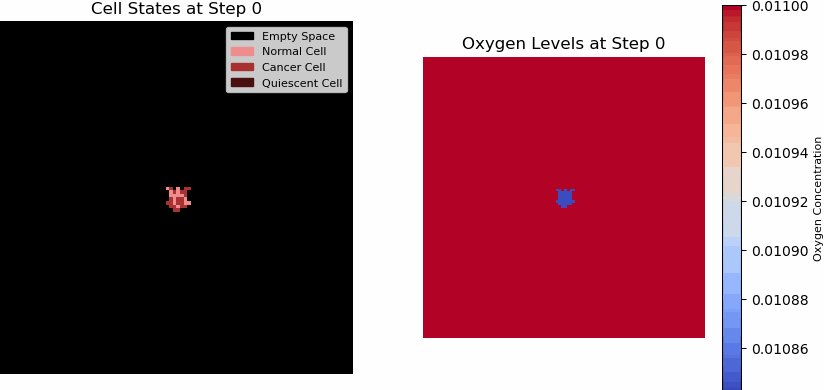 Cell States at Step 0
Empty Space
Normal Cell
Cancer Cell
Quiescent Cell
Oxygen Levels at Step 0
0.01100
0.01098
0.01096
0.01094
0.01092
0.01090
0.01088
0.01086
Oxygen Concentration